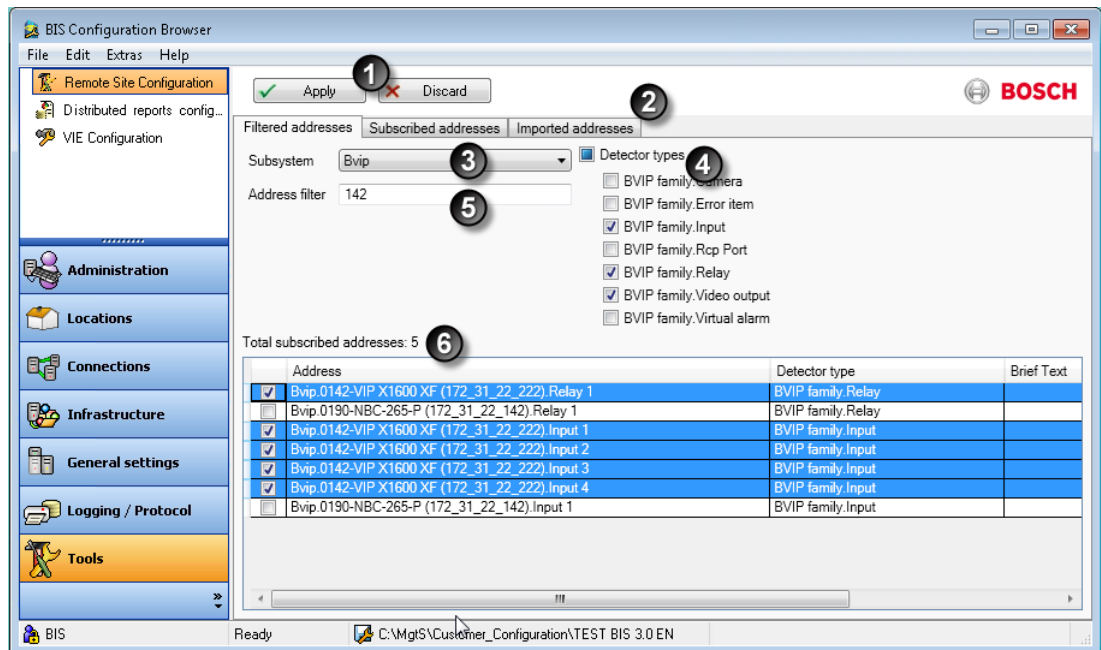 BIS Configuration Browser
File Edit Extras Help
Remote Site Configuration
Distributed reports config...
VIE Configuration
Administration
Locations
Connections
Infrastructure
General settings
Logging / Protocol
Tools
»
1
Apply
Discard
BOSCH
2
Filtered addresses
Subscribed addresses
Imported addresses
Subsystem
Bvip
3
Address filter
142
5
Detector types
4
BVIP family.Camera
BVIP family.Error item
BVIP family.Input
BVIP family.Rcp Port
BVIP family.Relay
BVIP family.Video output
BVIP family.Virtual alarm
Total subscribed addresses: 5
6
Address Detector type Brief Text
Bvip.0142-VIP X1600 XF (172_31_22_222).Relay 1 BVIP family.Relay
Bvip.0190-NBC-265-P (172_31_22_142).Relay 1 BVIP family.Relay
Bvip.0142-VIP X1600 XF (172_31_22_222).Input 1 BVIP family.Input
Bvip.0142-VIP X1600 XF (172_31_22_222).Input 2 BVIP family.Input
Bvip.0142-VIP X1600 XF (172_31_22_222).Input 3 BVIP family.Input
Bvip.0142-VIP X1600 XF (172_31_22_222).Input 4 BVIP family.Input
Bvip.0190-NBC-265-P (172_31_22_142).Input 1 BVIP family.Input
BIS
Ready
C:\MgtS\Customer_Configuration\TEST BIS 3.0 EN